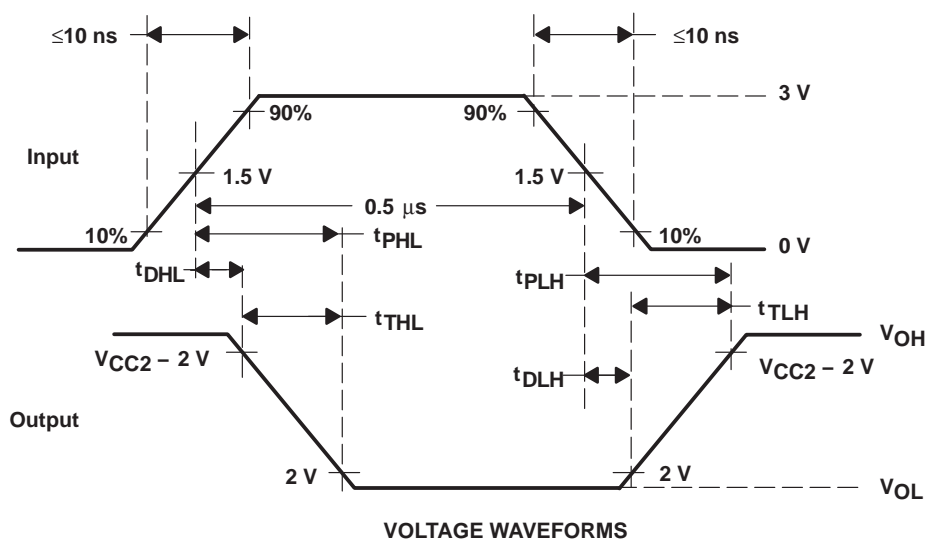 ≤10 ns
≤10 ns
3 V
90%
90%
Input
1.5 V
1.5 V
0.5 µs
10%
tPHL
10%
0 V
tDHL
tPLH
tTHL
tTLH
VOH
VCC2 – 2 V
VCC2 – 2 V
tDLH
Output
2 V
2 V
VOL
VOLTAGE WAVEFORMS